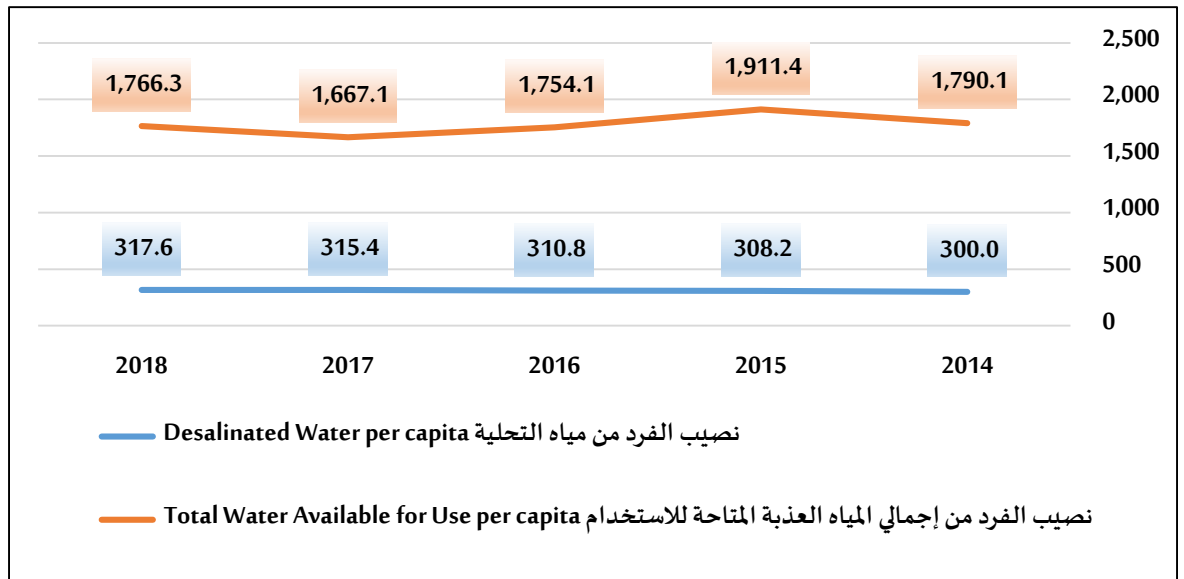 2,500
1,766.3 1,667.1 1,754.1 1,911.4 1,790.1
2,000
1,500
1,000
317.6 315.4 310.8 308.2 300.0
500
0
2018 2017 2016 2015 2014
Desalinated Water per capita نصيب الفرد من مياه التحلية
Total Water Available for Use per capita نصيب الفرد من إجمالي المياه العذبة المتاحة للاستخدام